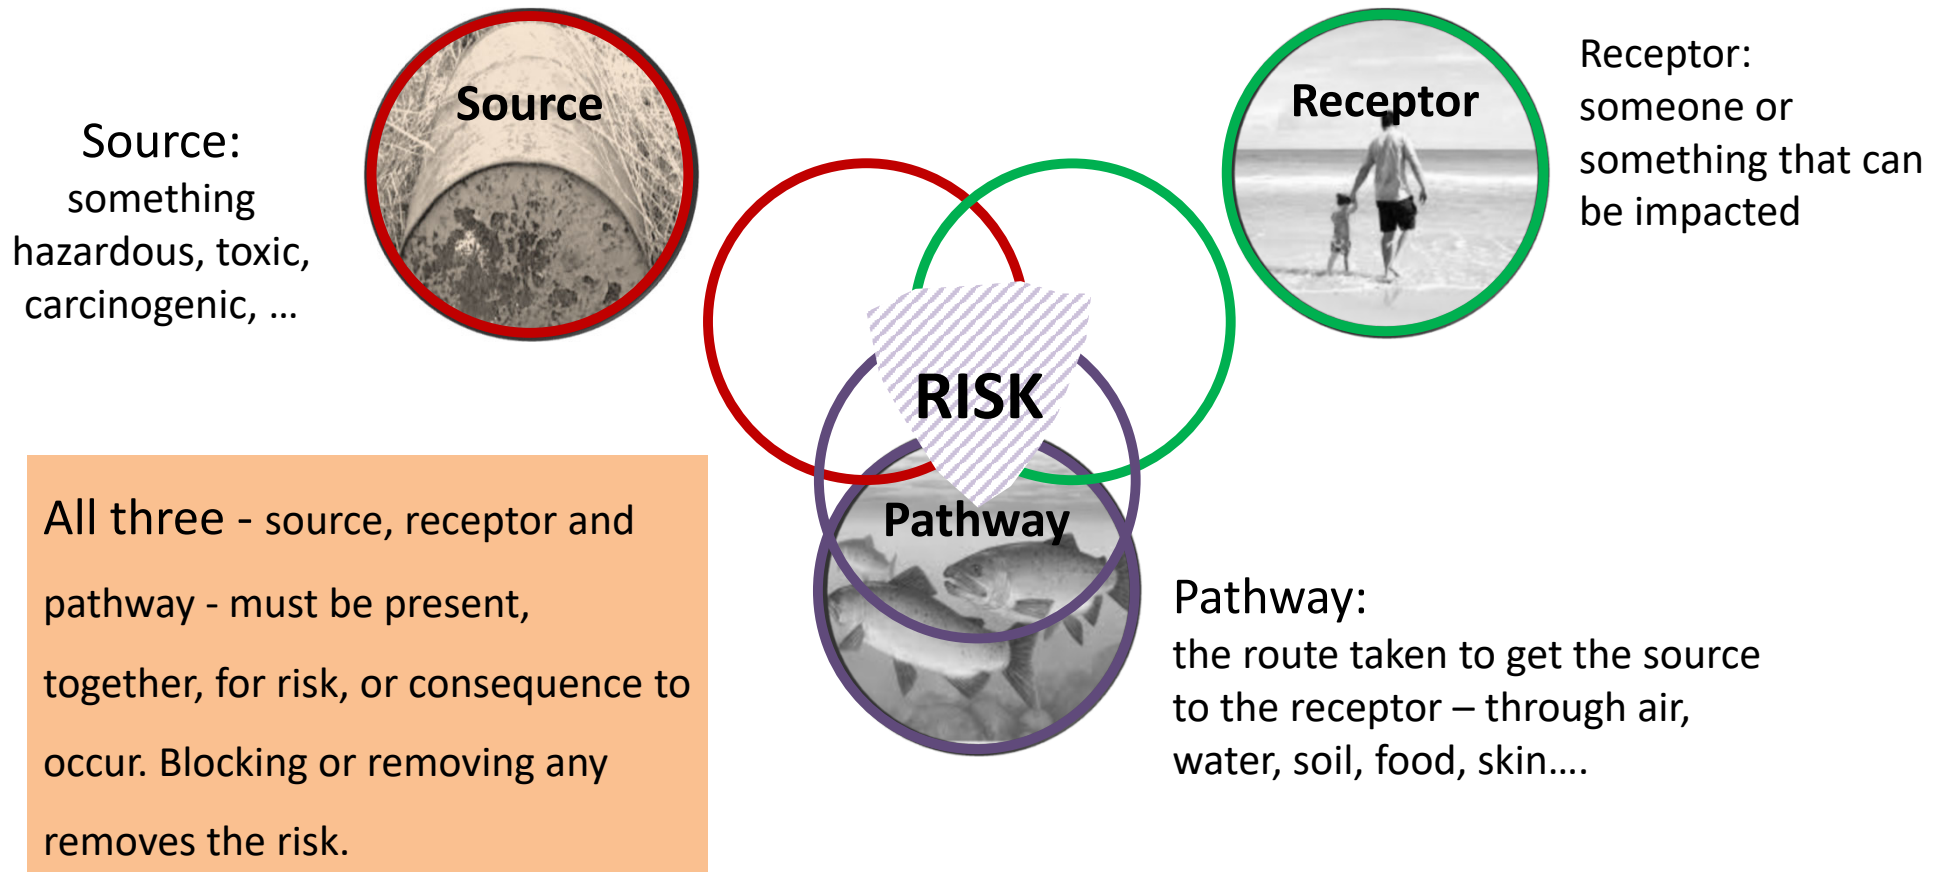 Source
Receptor
Receptor:
someone or
something that can
be impacted
Source:
something
hazardous, toxic,
carcinogenic, …
RISK
Pathway
All three - source, receptor and
pathway - must be present,
together, for risk, or consequence to
occur. Blocking or removing any
removes the risk.
Pathway:
the route taken to get the source
to the receptor – through air,
water, soil, food, skin….